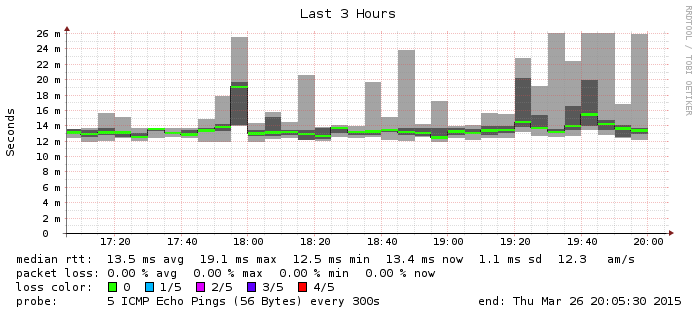 Last 3 Hours
RRDTOOL / TOBI OETIKER
Seconds
26 m
24 m
22 m
20 m
18 m
16 m
14 m
12 m
10 m
8 m
6 m
4 m
2 m
0
17:20 17:40 18:00 18:20 18:40 19:00 19:20 19:40 20:00
median rtt: 13.5 ms avg 19.1 ms max 12.5 ms min 13.4 ms now 1.1 ms sd 12.3 am/s
packet loss: 0.00 % avg 0.00 % max 0.00 % min 0.00 % now
loss color: 0 1/5 2/5 3/5 4/5
probe: 5 ICMP Echo Pings (56 Bytes) every 300s end: Thu Mar 26 20:05:30 2015